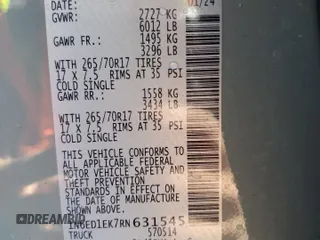 DATE: 01/24
GVWR: 2727 KG
6012 LB
GAWR FR.: 1495 KG
3296 LB
WITH 265/70R17 TIRES
17 X 7.5 RIMS AT 35 PSI
COLD SINGLE
GAWR RR.: 1558 KG
3434 LB
WITH 265/70R17 TIRES
17 X 7.5 RIMS AT 35 PSI
COLD SINGLE
THIS VEHICLE CONFORMS TO
ALL APPLICABLE FEDERAL
MOTOR VEHICLE SAFETY
AND THEFT PREVENTION
STANDARDS IN EFFECT ON
THE DATE OF MANUFACTURE
SHOWN ABOVE.
1N6ED1EK7RN631545
TRUCK 570514
DREAMBID